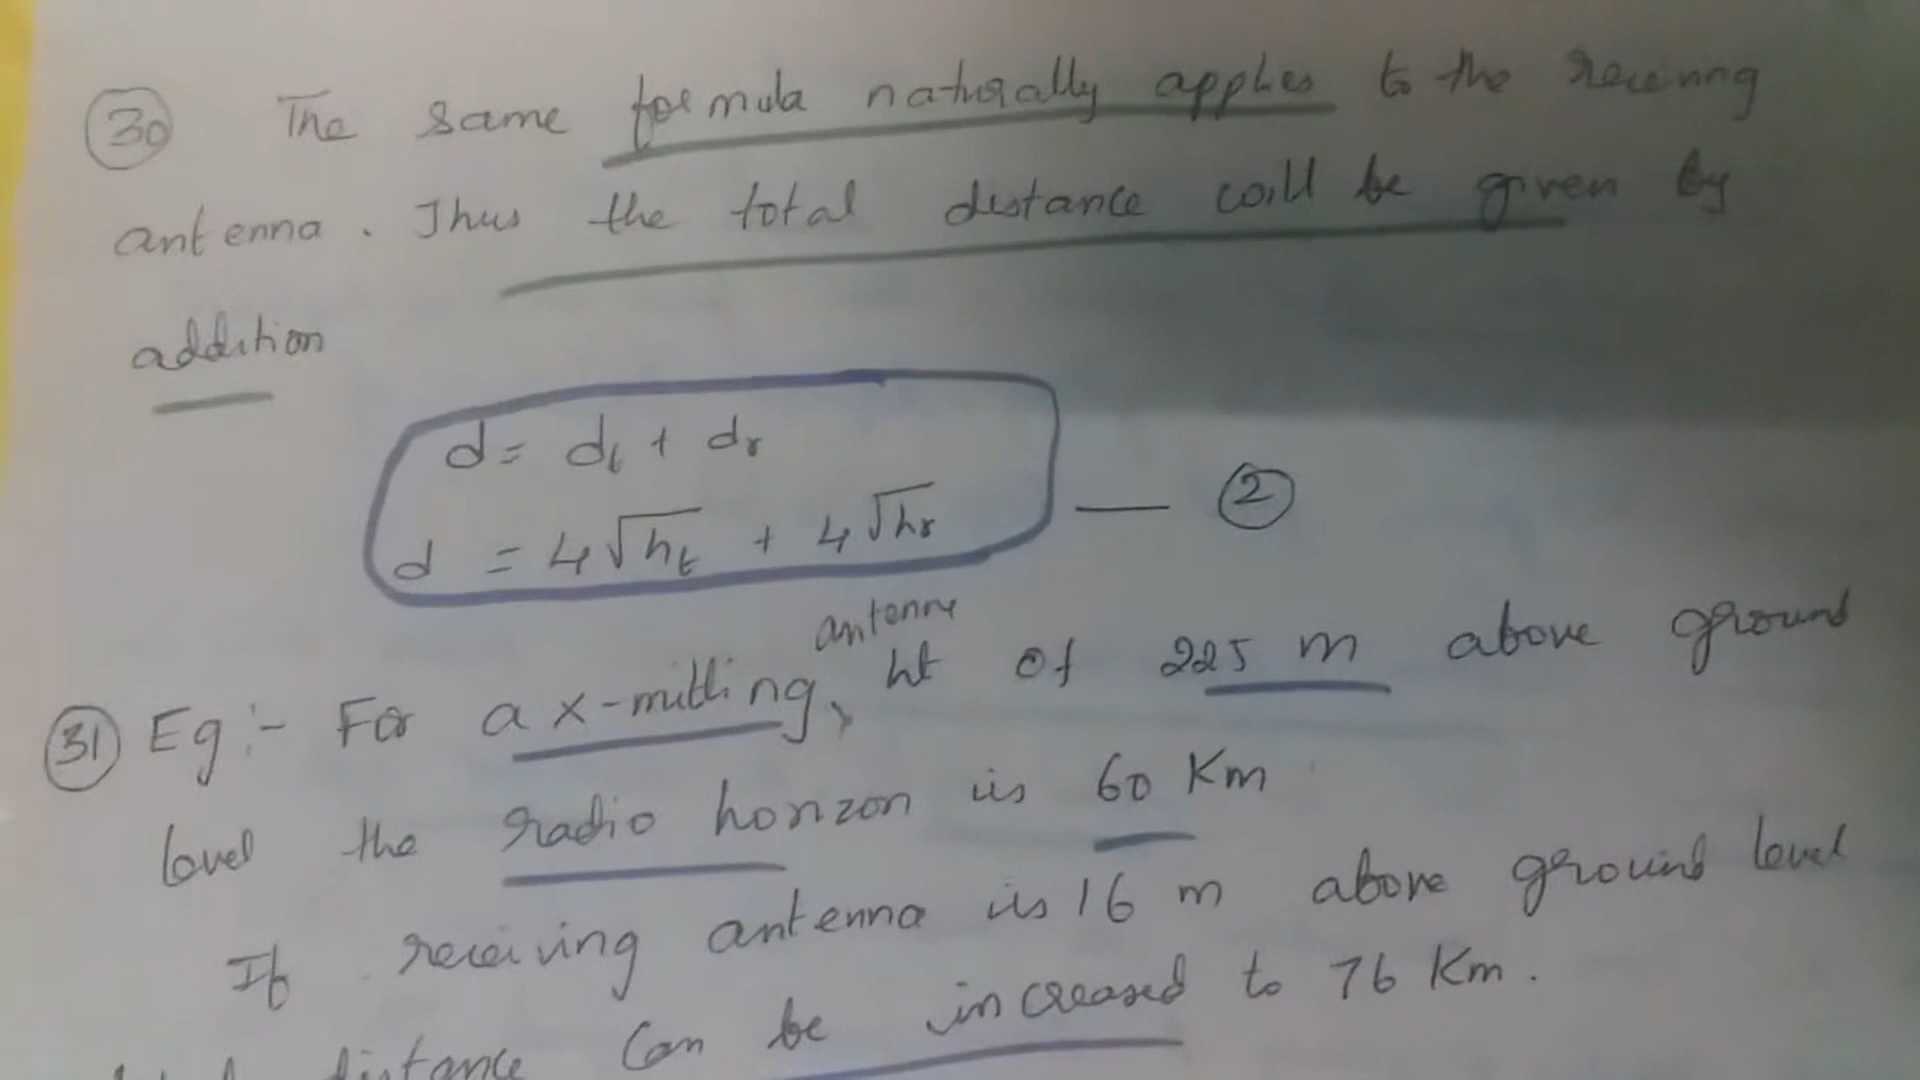 30 The same formula naturally applies to the receiving
antenna. Thus the total distance will be given by
addition
d = dt + dr
d = 4√ht + 4√hr — 2
antenna
31 Eg:- For a x-mitting, ht of 225 m above ground
level the radio horizon is 60 Km
If receiving antenna is 16 m above ground level
distance can be increased to 76 Km.